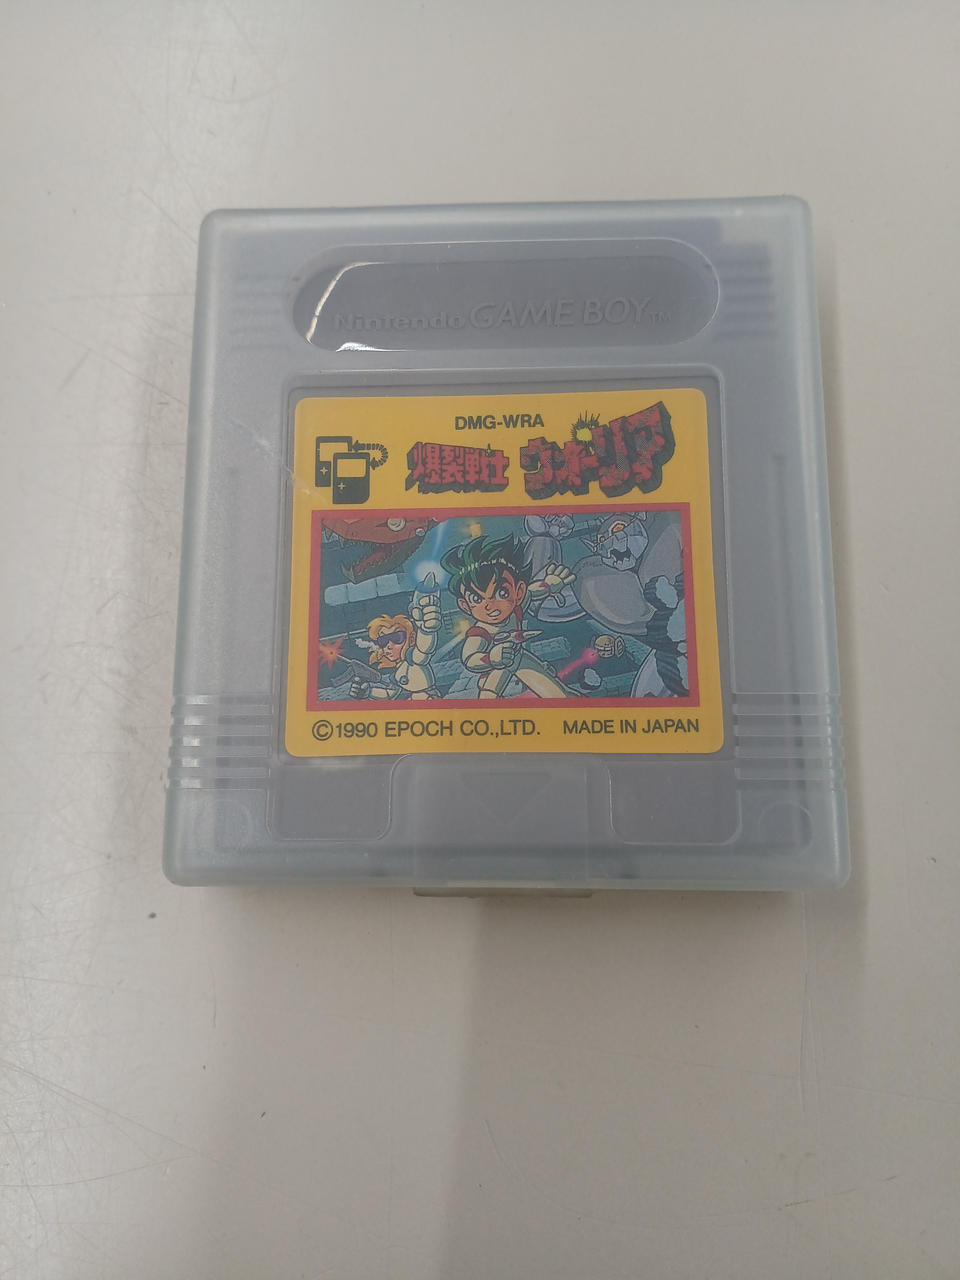 Nintendo GAME BOY™
DMG-WRA
爆裂戦士 ウォーリア
©1990 EPOCH CO.,LTD. MADE IN JAPAN